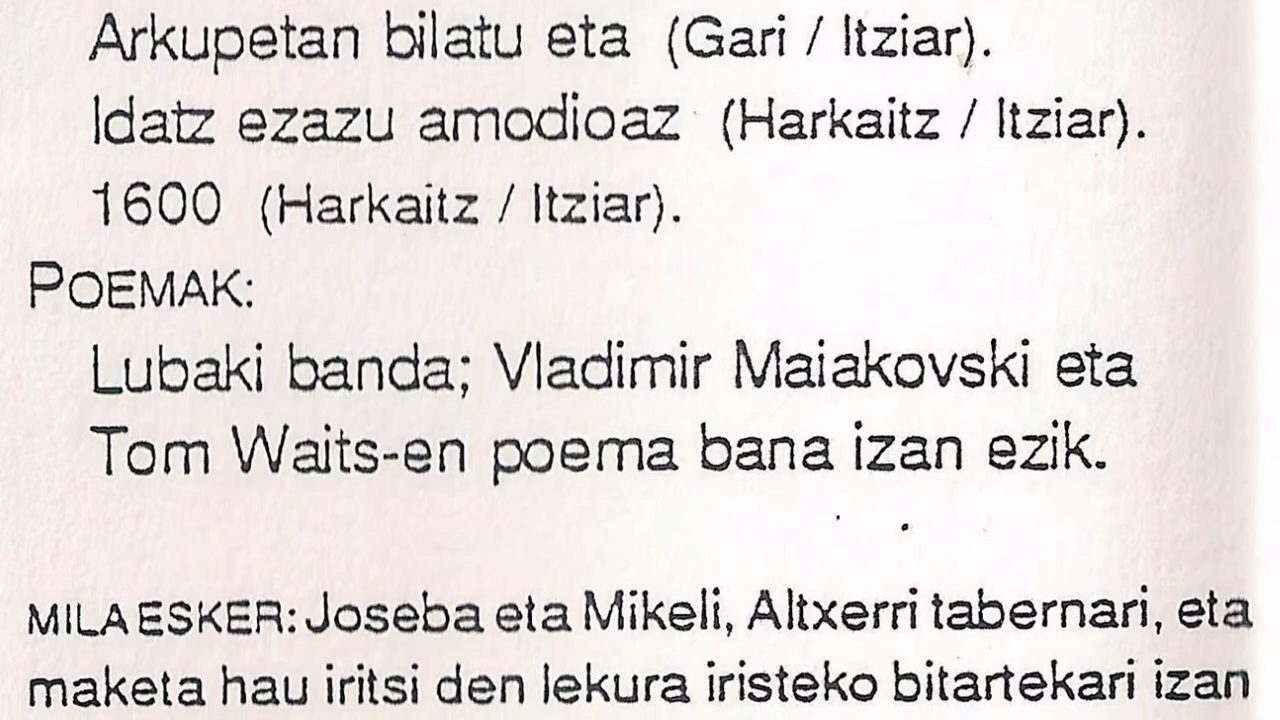 Arkupetan bilatu eta (Gari / Itziar).
Idatz ezazu amodioaz (Harkaitz / Itziar).
1600 (Harkaitz / Itziar).
POEMAK:
Lubaki banda; Vladimir Maiakovski eta
Tom Waits-en poema bana izan ezik.
MILA ESKER: Joseba eta Mikeli, Altxerri tabernari, eta
maketa hau iritsi den lekura iristeko bitartekari izan